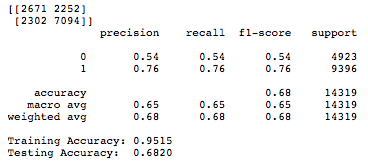 [[2671 2252]
[2302 7094]]
precision recall f1-score support
0 0.54 0.54 0.54 4923
1 0.76 0.76 0.76 9396
accuracy 0.68 14319
macro avg 0.65 0.65 0.65 14319
weighted avg 0.68 0.68 0.68 14319
Training Accuracy: 0.9515
Testing Accuracy: 0.6820